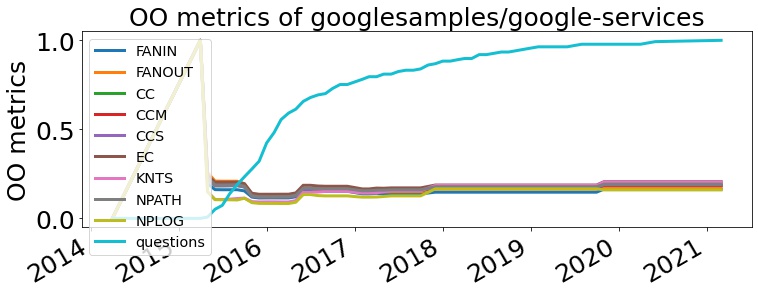 OO metrics of googlesamples/google-services
OO metrics
1.0
0.5
0.0
FANIN
FANOUT
CC
CCM
CCS
EC
KNTS
NPATH
NPLOG
questions
2014
2015
2016
2017
2018
2019
2020
2021